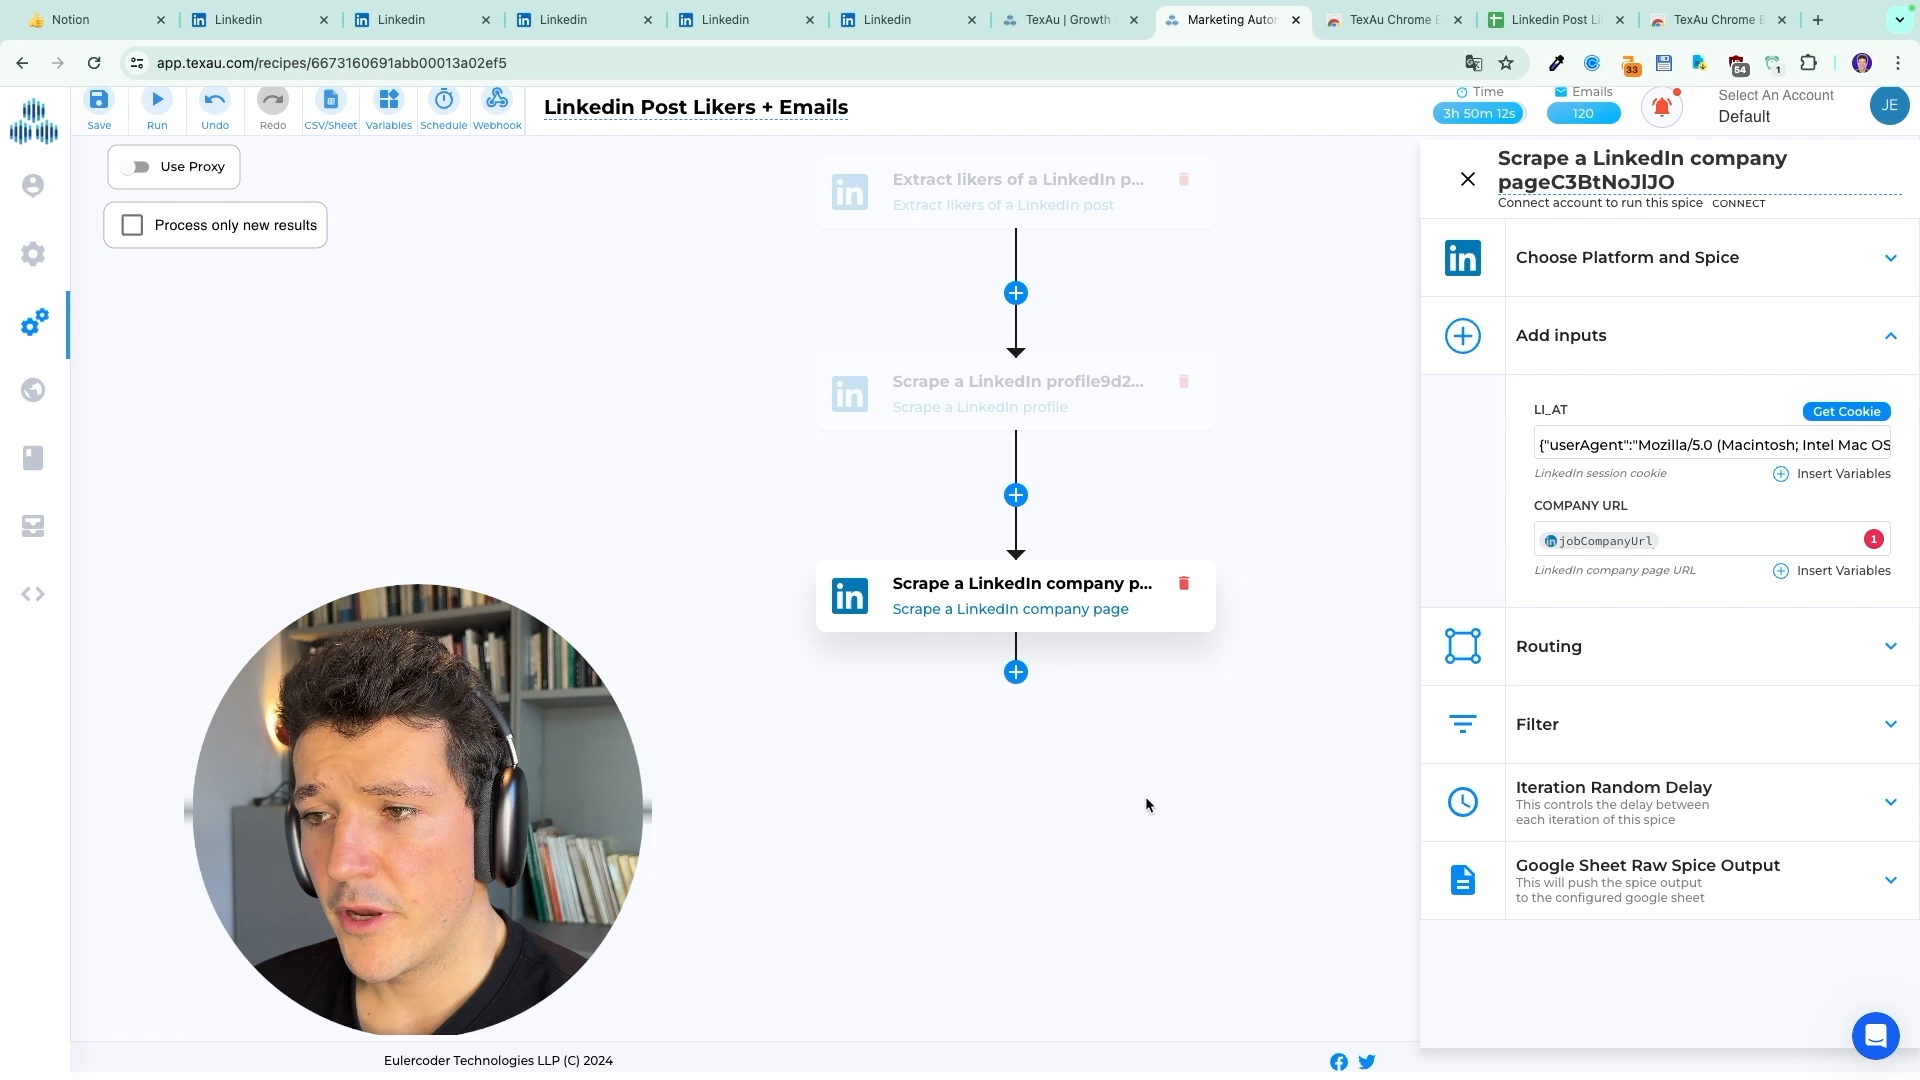 Notion
Linkedin
Linkedin
Linkedin
Linkedin
Linkedin
TexAu | Growth
Marketing Autor
TexAu Chrome E
Linkedin Post Li
TexAu Chrome E
app.texau.com/recipes/6673160691abb00013a02ef5
33
54
1
Save
Run
Undo
Redo
CSV/Sheet
Variables
Schedule
Webhook
Linkedin Post Likers + Emails
Time
3h 50m 12s
Emails
120
Select An Account
Default
JE
Use Proxy
Process only new results
Extract likers of a LinkedIn p...
Extract likers of a LinkedIn post
Scrape a LinkedIn profile9d2...
Scrape a LinkedIn profile
Scrape a LinkedIn company p...
Scrape a LinkedIn company page
Scrape a LinkedIn company
pageC3BtNoJlJO
Connect account to run this spice CONNECT
Choose Platform and Spice
Add inputs
LI_AT
Get Cookie
{"userAgent":"Mozilla/5.0 (Macintosh; Intel Mac OS
LinkedIn session cookie
Insert Variables
COMPANY URL
jobCompanyUrl
1
LinkedIn company page URL
Insert Variables
Routing
Filter
Iteration Random Delay
This controls the delay between
each iteration of this spice
Google Sheet Raw Spice Output
This will push the spice output
to the configured google sheet
Eulercoder Technologies LLP (C) 2024